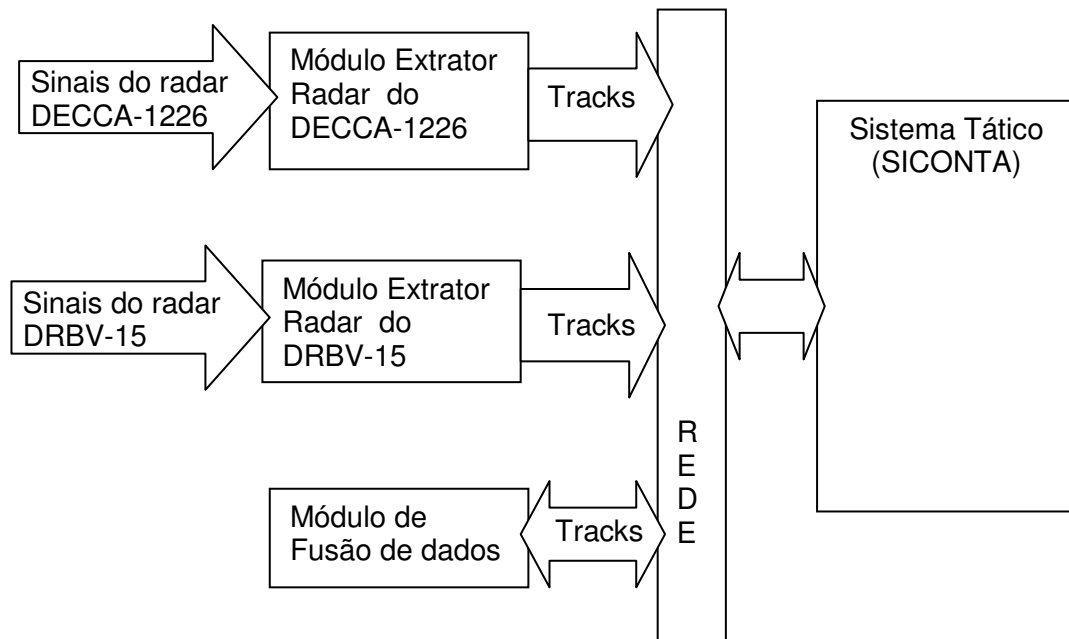 Sinais do radar
DECCA-1226
Módulo Extrator
Radar do
DECCA-1226
Tracks
Sistema Tático
(SICONTA)
Sinais do radar
DRBV-15
Módulo Extrator
Radar do
DRBV-15
Tracks
R
E
D
E
Módulo de
Fusão de dados
Tracks